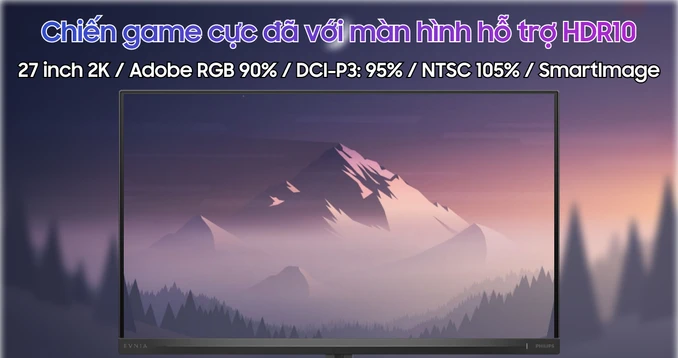 Chiến game cực đã với màn hình hỗ trợ HDR10
27 inch 2K / Adobe RGB 90% / DCI-P3: 95% / NTSC 105% / SmartImage
EVNIA
PHILIPS